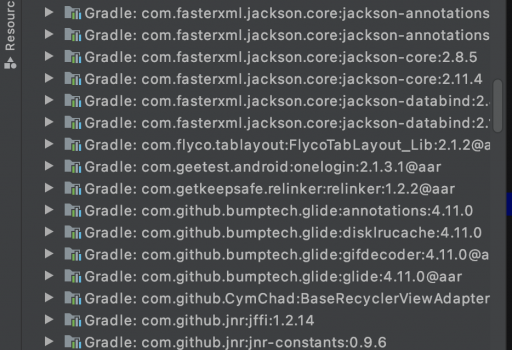 Resourc
Gradle: com.fasterxml.jackson.core:jackson-annotations
Gradle: com.fasterxml.jackson.core:jackson-annotations
Gradle: com.fasterxml.jackson.core:jackson-core:2.8.5
Gradle: com.fasterxml.jackson.core:jackson-core:2.11.4
Gradle: com.fasterxml.jackson.core:jackson-databind:2.
Gradle: com.fasterxml.jackson.core:jackson-databind:2.
Gradle: com.flyco.tablayout:FlycoTabLayout_Lib:2.1.2@a
Gradle: com.geetest.android:onelogin:2.1.3.1@aar
Gradle: com.getkeepsafe.relinker:relinker:1.2.2@aar
Gradle: com.github.bumptech.glide:annotations:4.11.0
Gradle: com.github.bumptech.glide:disklrucache:4.11.0
Gradle: com.github.bumptech.glide:gifdecoder:4.11.0@a
Gradle: com.github.bumptech.glide:glide:4.11.0@aar
Gradle: com.github.CymChad:BaseRecyclerViewAdapter
Gradle: com.github.jnr:jffi:1.2.14
Gradle: com.github.jnr:jnr-constants:0.9.6